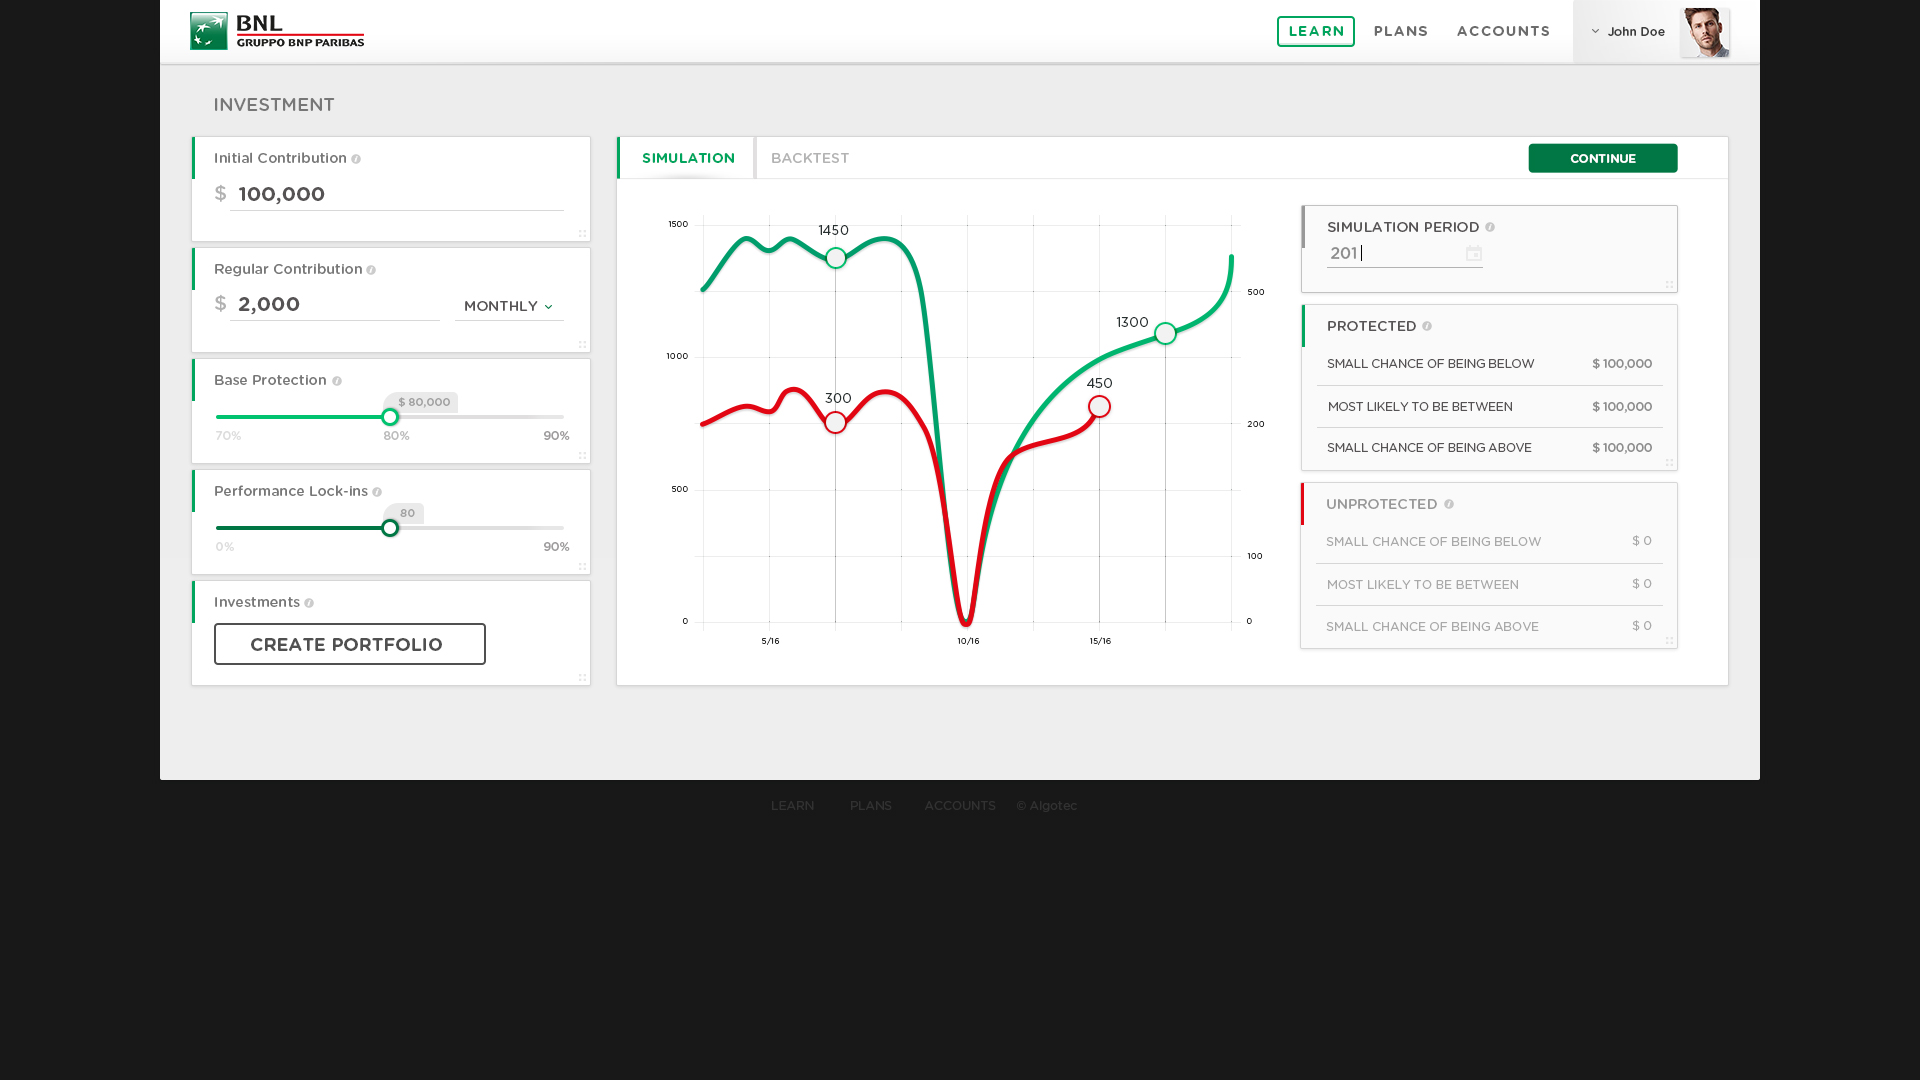 BNL
GRUPPO BNP PARIBAS
LEARN
PLANS
ACCOUNTS
John Doe
INVESTMENT
Initial Contribution
$ 100,000
Regular Contribution
$ 2,000
MONTHLY
Base Protection
$ 80,000
70%
80%
90%
Performance Lock-ins
80
0%
90%
Investments
CREATE PORTFOLIO
SIMULATION
BACKTEST
CONTINUE
1500
1000
500
0
1450
300
1300
450
500
200
100
0
5/16
10/16
15/16
SIMULATION PERIOD
201
PROTECTED
SMALL CHANCE OF BEING BELOW $ 100,000
MOST LIKELY TO BE BETWEEN $ 100,000
SMALL CHANCE OF BEING ABOVE $ 100,000
UNPROTECTED
SMALL CHANCE OF BEING BELOW $ 0
MOST LIKELY TO BE BETWEEN $ 0
SMALL CHANCE OF BEING ABOVE $ 0
LEARN PLANS ACCOUNTS © Algotec